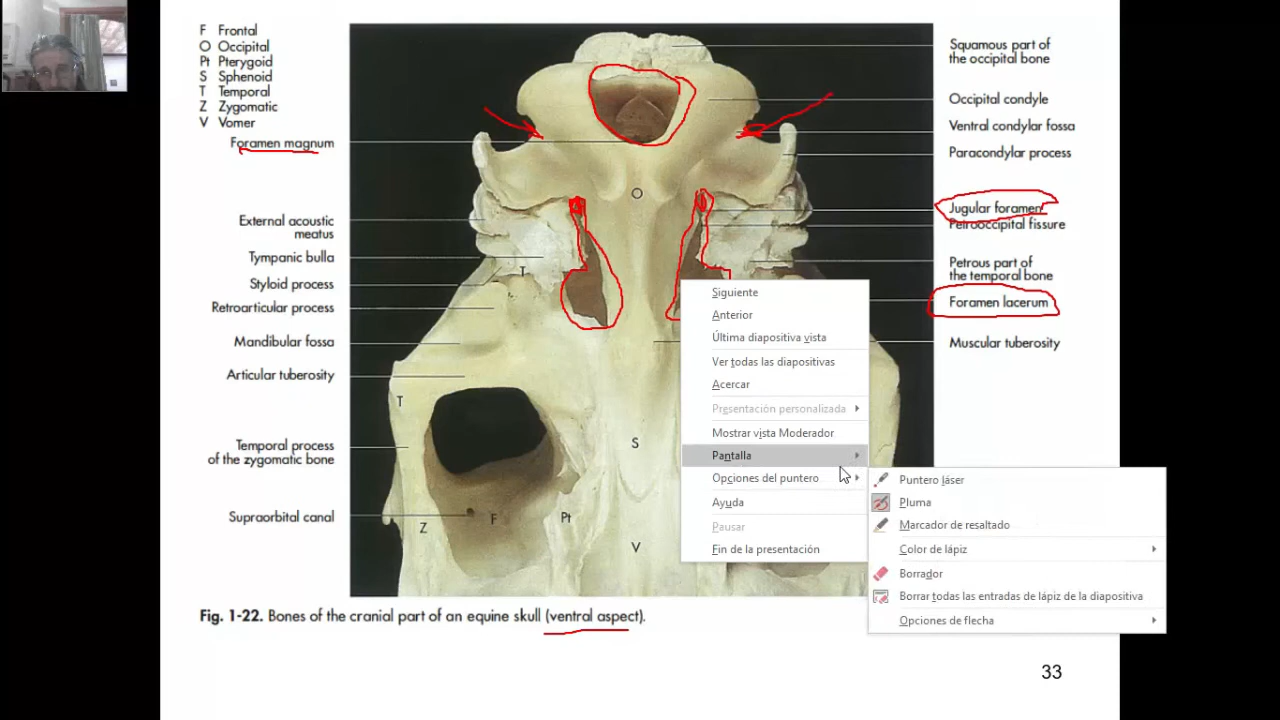 F Frontal
O Occipital
Pt Pterygoid
S Sphenoid
T Temporal
Z Zygomatic
V Vomer
Foramen magnum
External acoustic
meatus
Tympanic bulla
Styloid process
Retroarticular process
Mandibular fossa
Articular tuberosity
Temporal process
of the zygomatic bone
Supraorbital canal
O
T
T
S
Z
F
Pt
V
Squamous part of
the occipital bone
Occipital condyle
Ventral condylar fossa
Paracondylar process
Jugular foramen
Petrooccipital fissure
Petrous part of
the temporal bone
Foramen lacerum
Muscular tuberosity
Siguiente
Anterior
Última diapositiva vista
Ver todas las diapositivas
Acercar
Presentación personalizada
Mostrar vista Moderador
Pantalla
Opciones del puntero
Ayuda
Pausar
Fin de la presentación
Puntero láser
Pluma
Marcador de resaltado
Color de lápiz
Borrador
Borrar todas las entradas de lápiz de la diapositiva
Opciones de flecha
Fig. 1-22. Bones of the cranial part of an equine skull (ventral aspect).
33